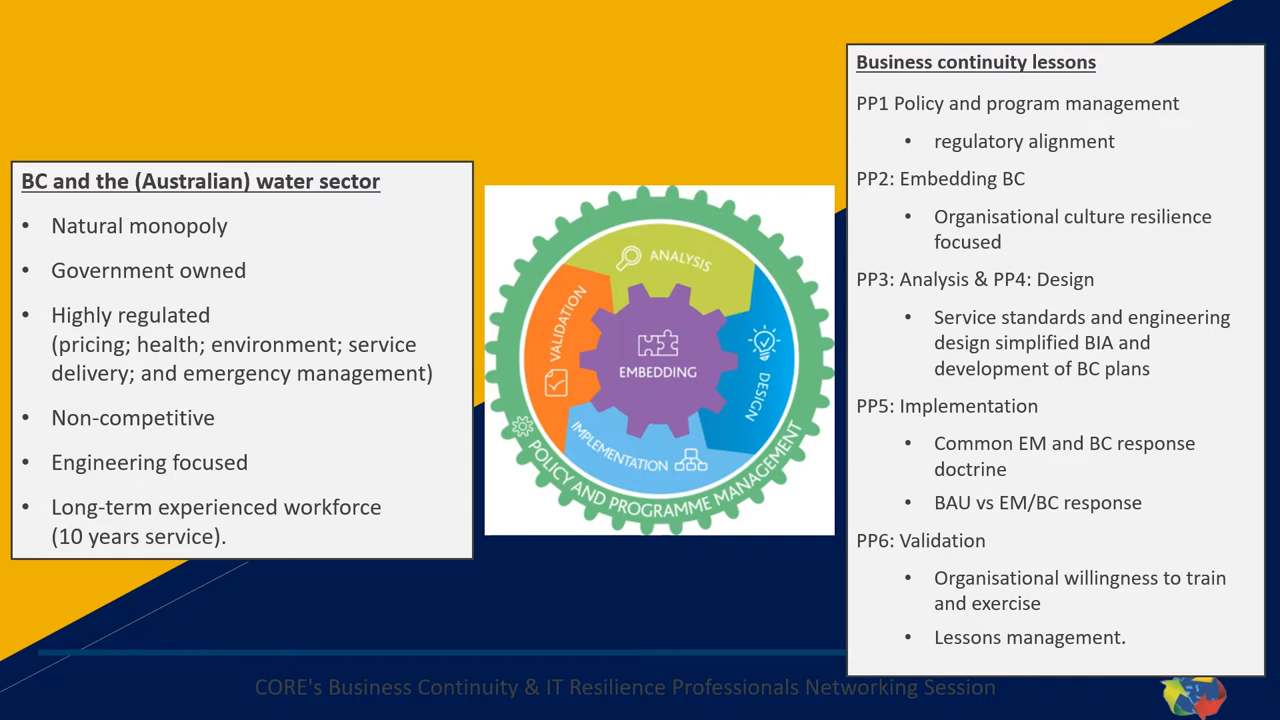 BC and the (Australian) water sector
• Natural monopoly
• Government owned
• Highly regulated
(pricing; health; environment; service
delivery; and emergency management)
• Non-competitive
• Engineering focused
• Long-term experienced workforce
(10 years service).
ANALYSIS
DESIGN
IMPLEMENTATION
VALIDATION
EMBEDDING
POLICY AND PROGRAMME MANAGEMENT
Business continuity lessons
PP1 Policy and program management
• regulatory alignment
PP2: Embedding BC
• Organisational culture resilience
focused
PP3: Analysis & PP4: Design
• Service standards and engineering
design simplified BIA and
development of BC plans
PP5: Implementation
• Common EM and BC response
doctrine
• BAU vs EM/BC response
PP6: Validation
• Organisational willingness to train
and exercise
• Lessons management.
CORE's Business Continuity & IT Resilience Professionals Networking Session